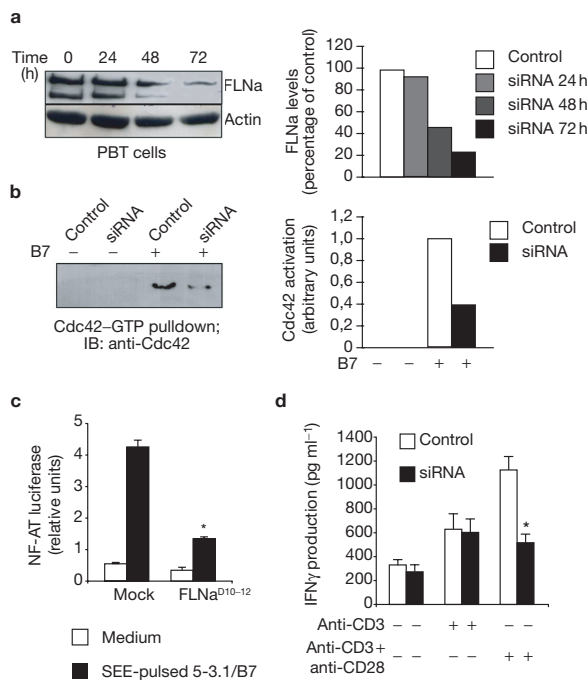 a
Time (h) 0 24 48 72
FLNa
Actin
PBT cells
FLNa levels
(percentage of control)
120
100
80
60
40
20
0
Control
siRNA 24 h
siRNA 48 h
siRNA 72 h
b
Control siRNA Control siRNA
B7 – – + +
Cdc42–GTP pulldown;
IB: anti-Cdc42
Cdc42 activation
(arbitrary units)
1,2
1
0,8
0,6
0,4
0,2
0
Control
siRNA
B7 – – + +
c
NF-AT luciferase
(relative units)
5
4
3
2
1
0
*
Mock FLNaD10–12
Medium
SEE-pulsed 5-3.1/B7
d
IFNγ production (pg ml–1)
1400
1200
1000
800
600
400
200
0
Control
siRNA
*
Anti-CD3 – – + + – –
Anti-CD3+ – – – – + +
anti-CD28